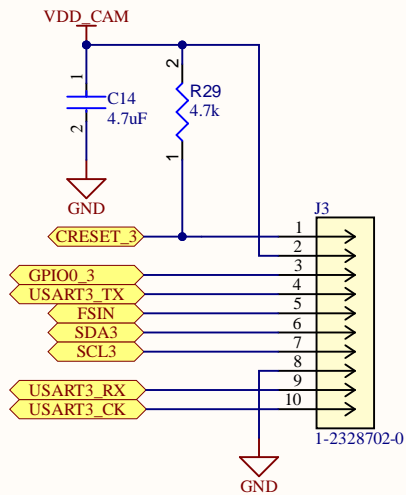 VDD_CAM
1
C14
4.7uF
2
GND
2
R29
4.7k
1
J3
CRESET_3 1
2
GPIO0_3 3
USART3_TX 4
FSIN 5
SDA3 6
SCL3 7
8
USART3_RX 9
USART3_CK 10
1-2328702-0
GND